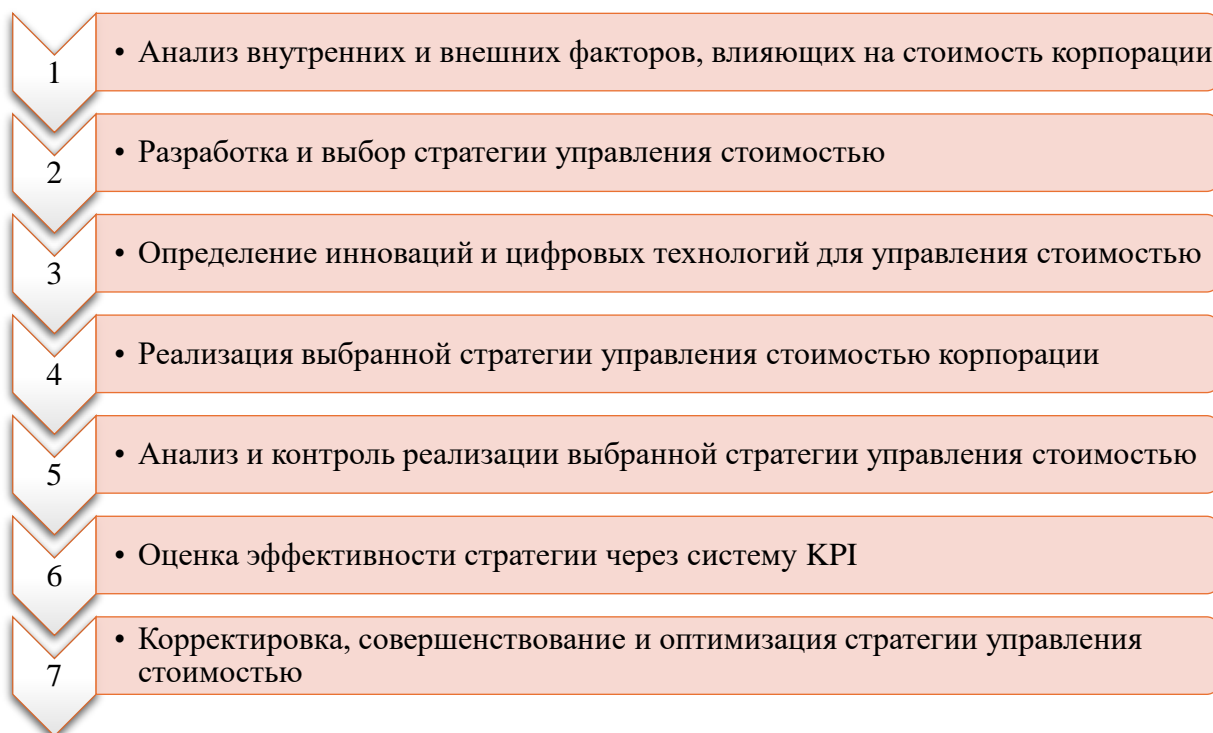 1
• Анализ внутренних и внешних факторов, влияющих на стоимость корпорации
2
• Разработка и выбор стратегии управления стоимостью
3
• Определение инноваций и цифровых технологий для управления стоимостью
4
• Реализация выбранной стратегии управления стоимостью корпорации
5
• Анализ и контроль реализации выбранной стратегии управления стоимостью
6
• Оценка эффективности стратегии через систему KPI
7
• Корректировка, совершенствование и оптимизация стратегии управления
стоимостью